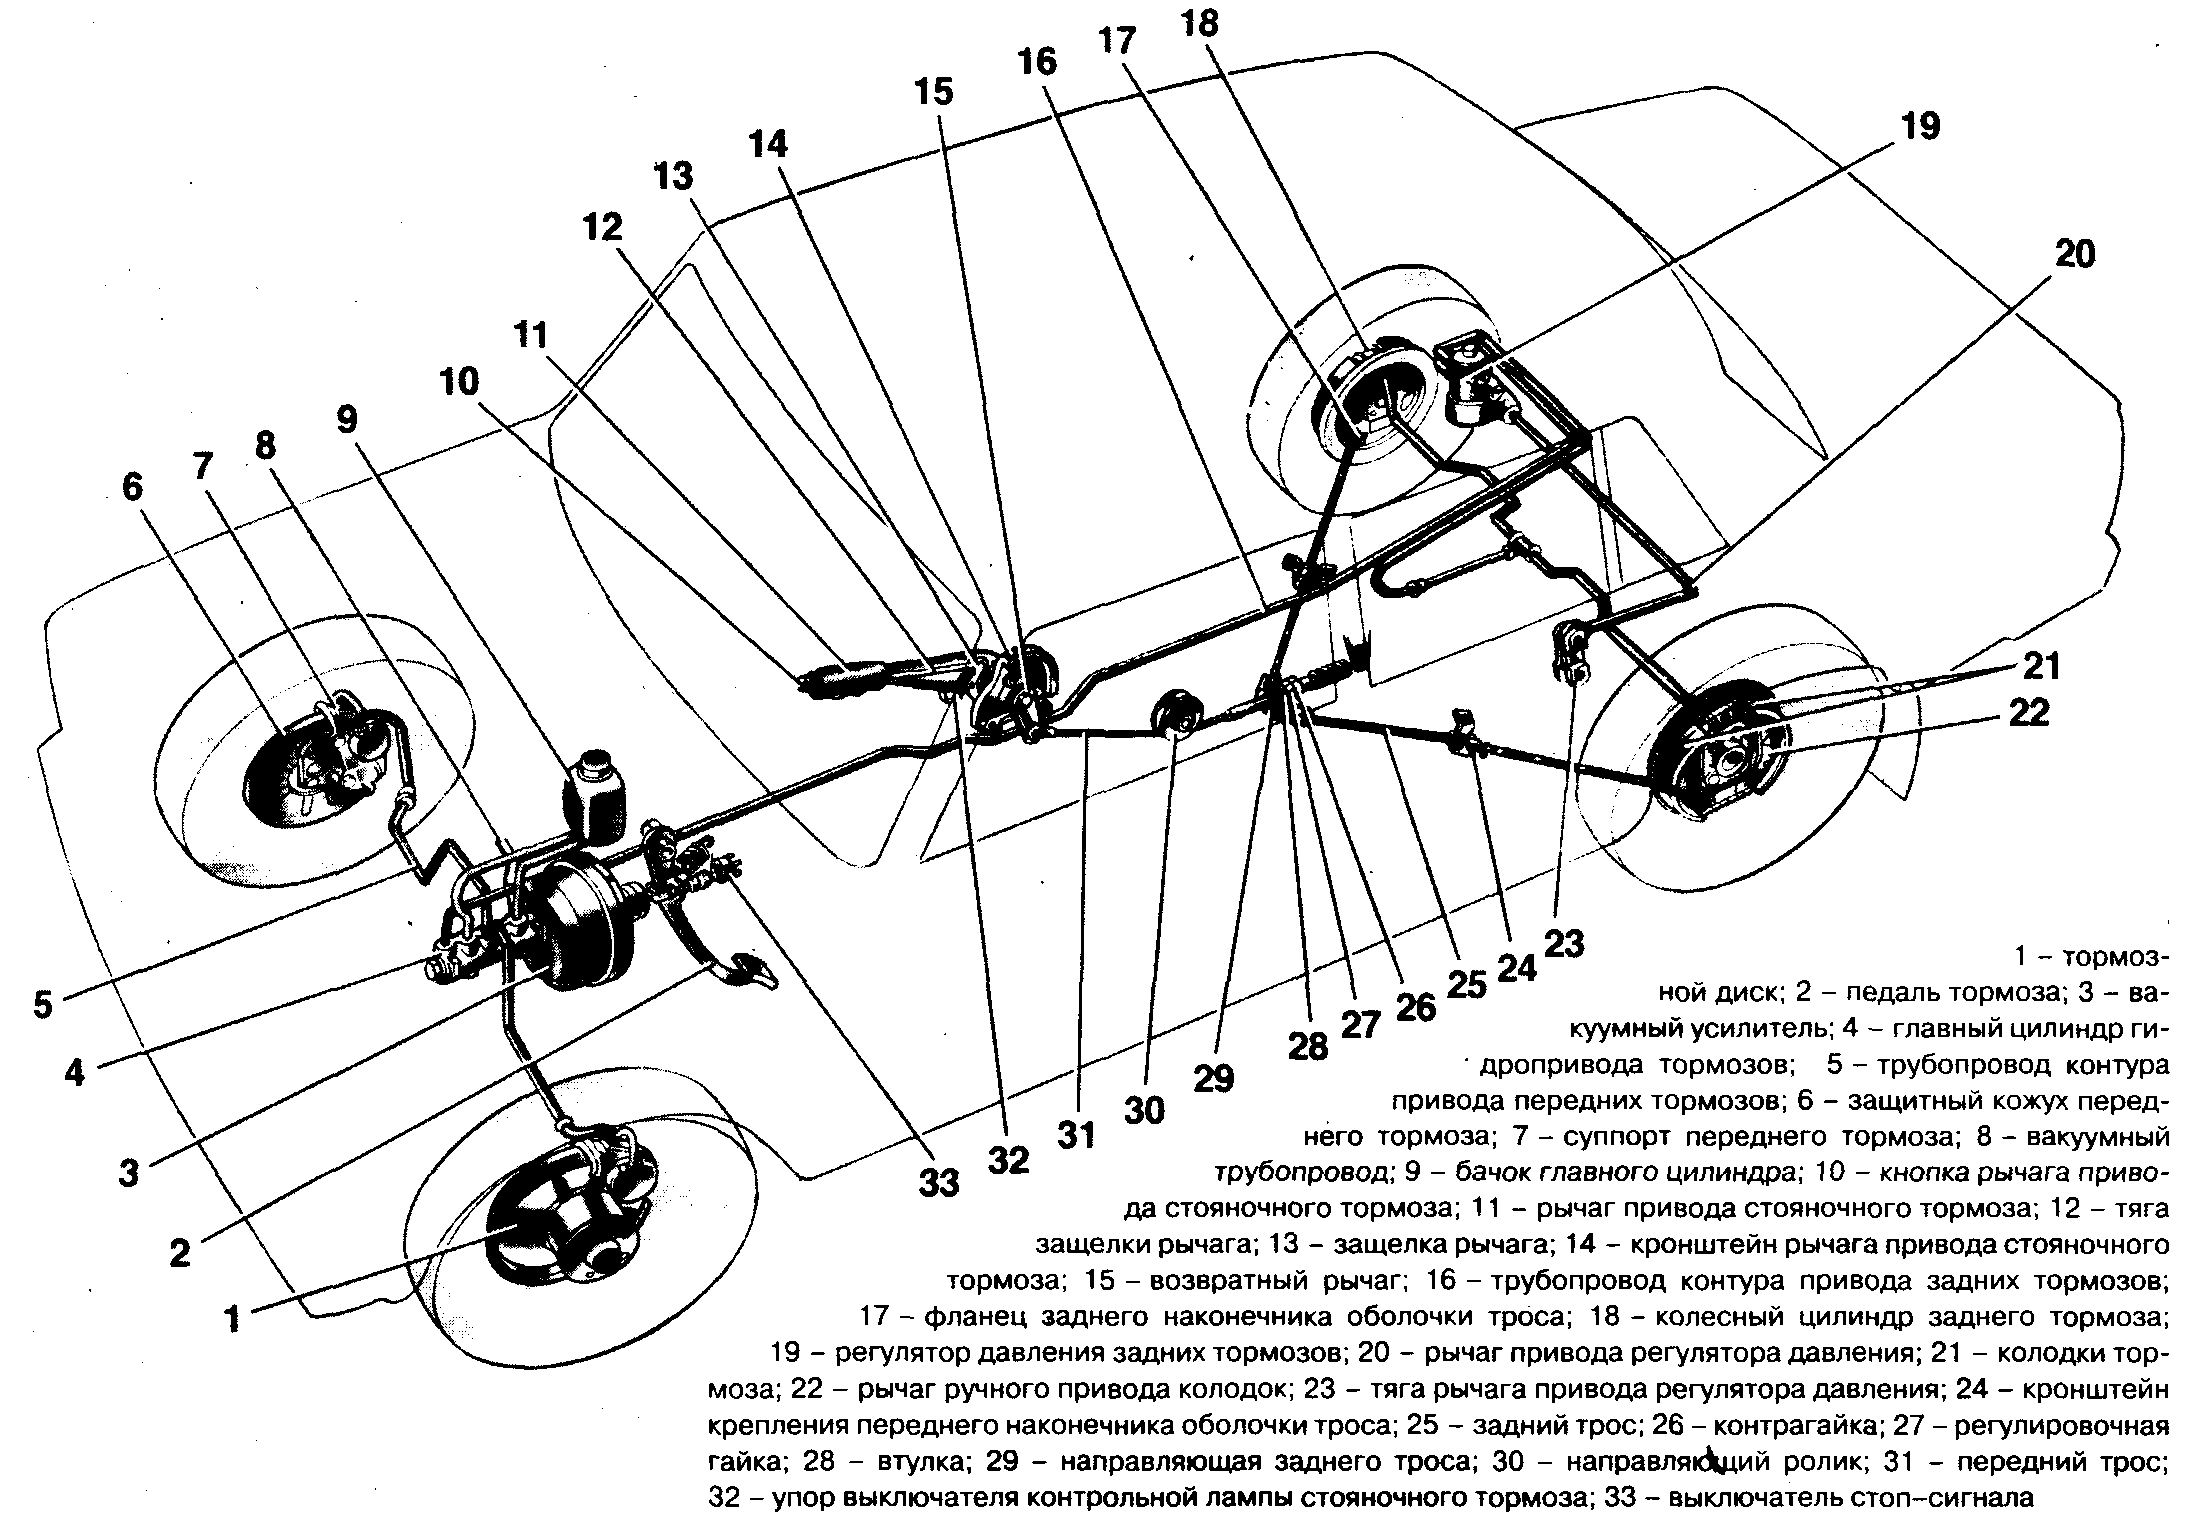 18
17
16
15
19
14
13
12
20
11
10
9
8
7
6
21
22
23
24
25
26
27
28
29
30
31
32
33
5
4
3
2
1
1 – тормоз-
ной диск; 2 – педаль тормоза; 3 – ва-
куумный усилитель; 4 – главный цилиндр ги-
дропривода тормозов; 5 – трубопровод контура
привода передних тормозов; 6 – защитный кожух перед-
него тормоза; 7 – суппорт переднего тормоза; 8 – вакуумный
трубопровод; 9 – бачок главного цилиндра; 10 – кнопка рычага приво-
да стояночного тормоза; 11 – рычаг привода стояночного тормоза; 12 – тяга
защелки рычага; 13 – защелка рычага; 14 – кронштейн рычага привода стояночного
тормоза; 15 – возвратный рычаг; 16 – трубопровод контура привода задних тормозов;
17 – фланец заднего наконечника оболочки троса; 18 – колесный цилиндр заднего тормоза;
19 – регулятор давления задних тормозов; 20 – рычаг привода регулятора давления; 21 – колодки тор-
моза; 22 – рычаг ручного привода колодок; 23 – тяга рычага привода регулятора давления; 24 – кронштейн
крепления переднего наконечника оболочки троса; 25 – задний трос; 26 – контрагайка; 27 – регулировочная
гайка; 28 – втулка; 29 – направляющая заднего троса; 30 – направляющий ролик; 31 – передний трос;
32 – упор выключателя контрольной лампы стояночного тормоза; 33 – выключатель стоп–сигнала